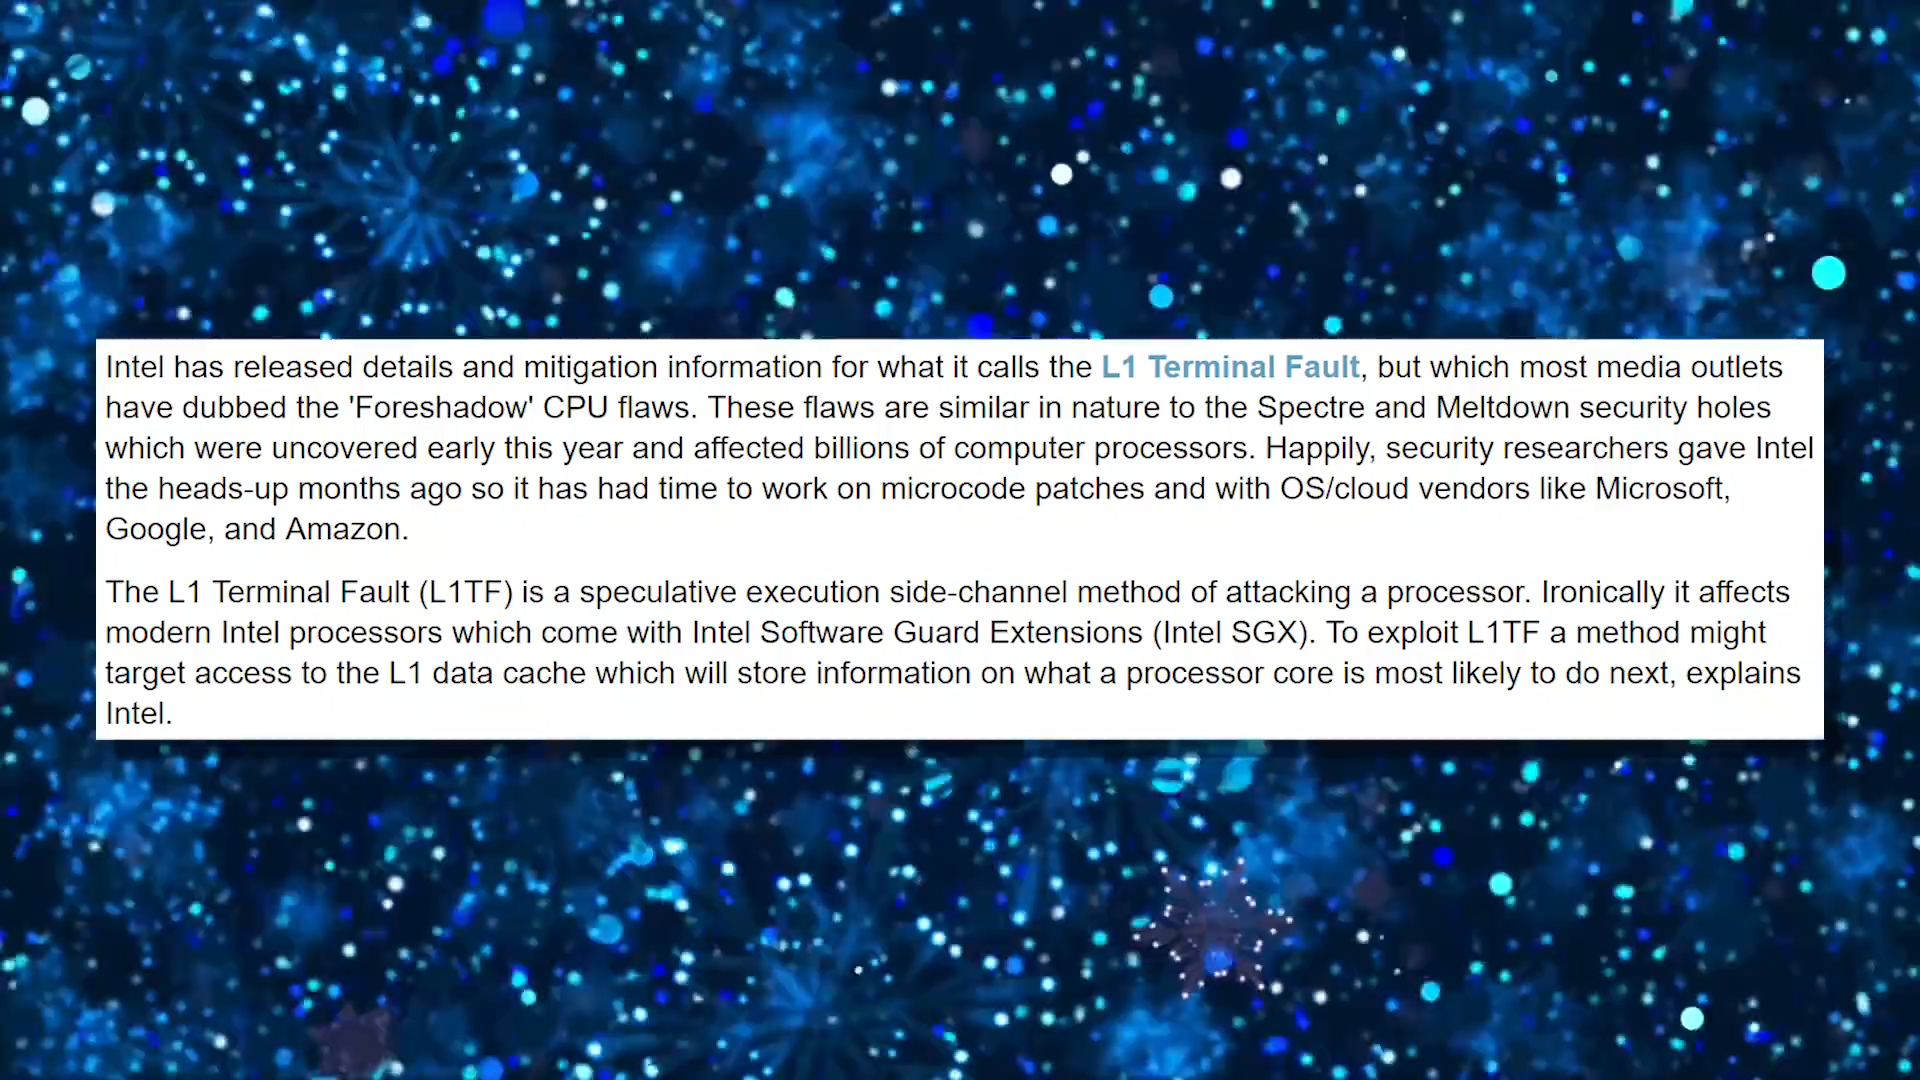 Intel has released details and mitigation information for what it calls the L1 Terminal Fault, but which most media outlets
have dubbed the 'Foreshadow' CPU flaws. These flaws are similar in nature to the Spectre and Meltdown security holes
which were uncovered early this year and affected billions of computer processors. Happily, security researchers gave Intel
the heads-up months ago so it has had time to work on microcode patches and with OS/cloud vendors like Microsoft,
Google, and Amazon.
The L1 Terminal Fault (L1TF) is a speculative execution side-channel method of attacking a processor. Ironically it affects
modern Intel processors which come with Intel Software Guard Extensions (Intel SGX). To exploit L1TF a method might
target access to the L1 data cache which will store information on what a processor core is most likely to do next, explains
Intel.